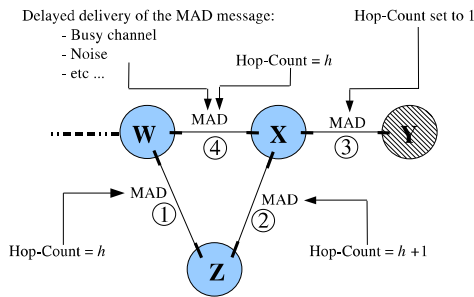 Delayed delivery of the MAD message:
- Busy channel
- Noise
- etc ...
Hop-Count set to 1
Hop-Count = h
MAD
MAD
W
X
Y
4
3
MAD
1
MAD
2
Z
Hop-Count = h
Hop-Count = h +1